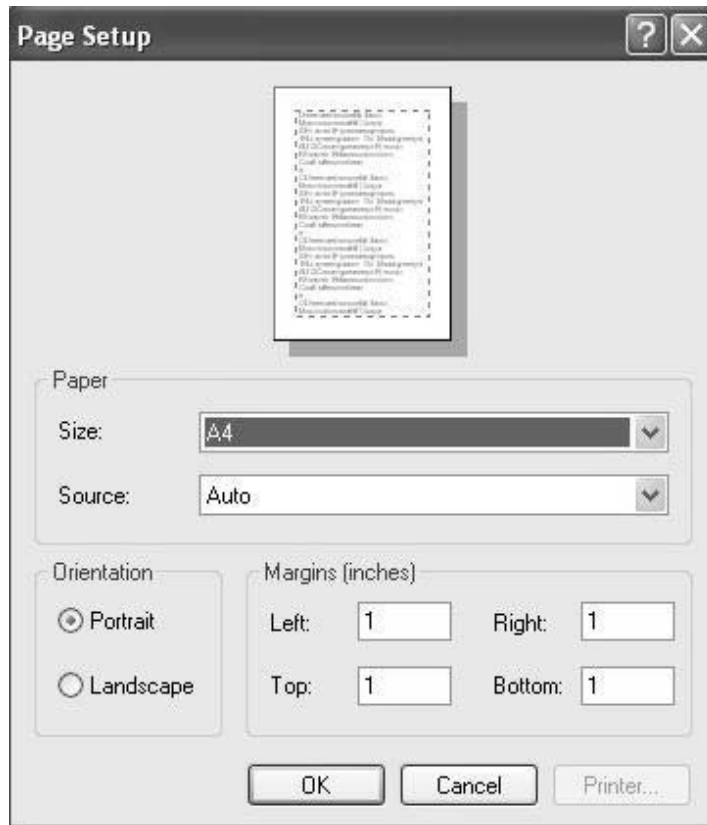 Page Setup
Paper
Size: A4
Source: Auto
Orientation
Portrait
Landscape
Margins (inches)
Left: 1 Right: 1
Top: 1 Bottom: 1
OK Cancel Printer...